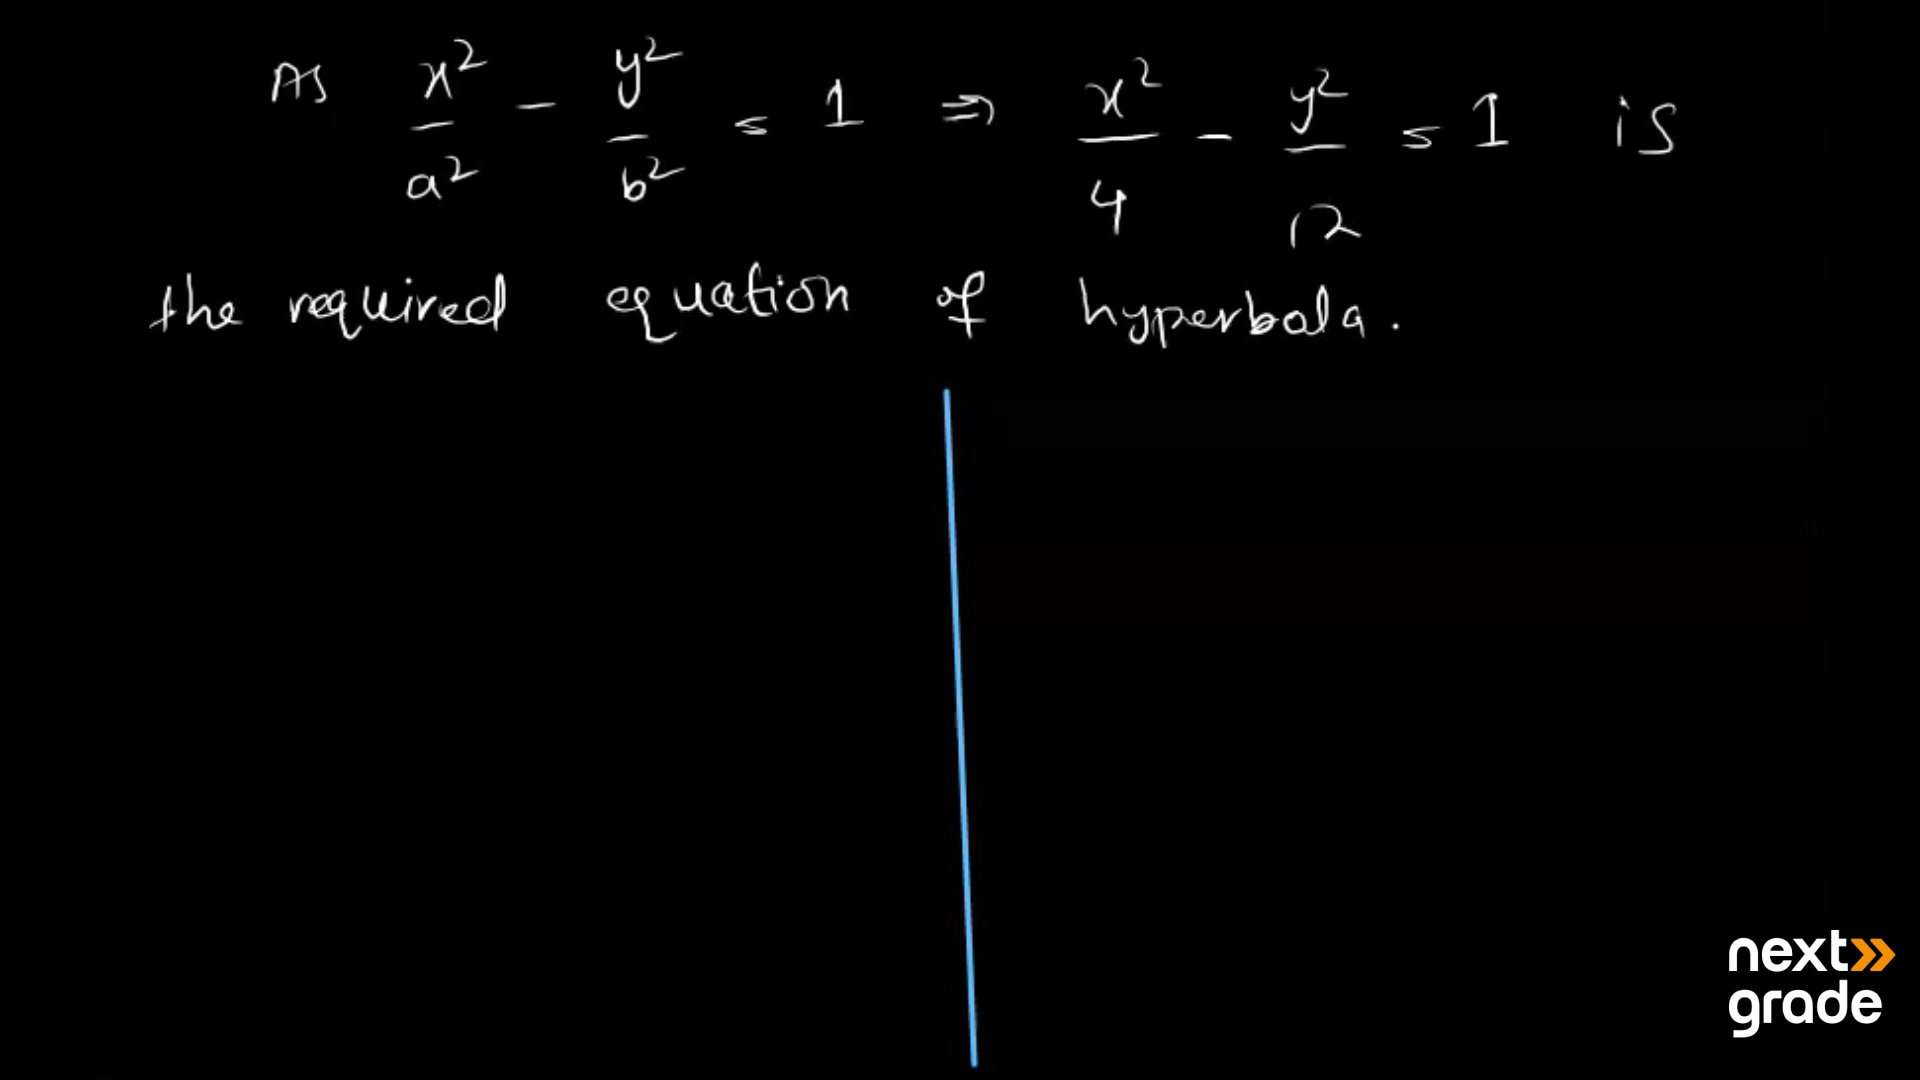 As x²/a² - y²/b² = 1 ⇒ x²/4 - y²/12 = 1 is
the required equation of hyperbola.
next
grade